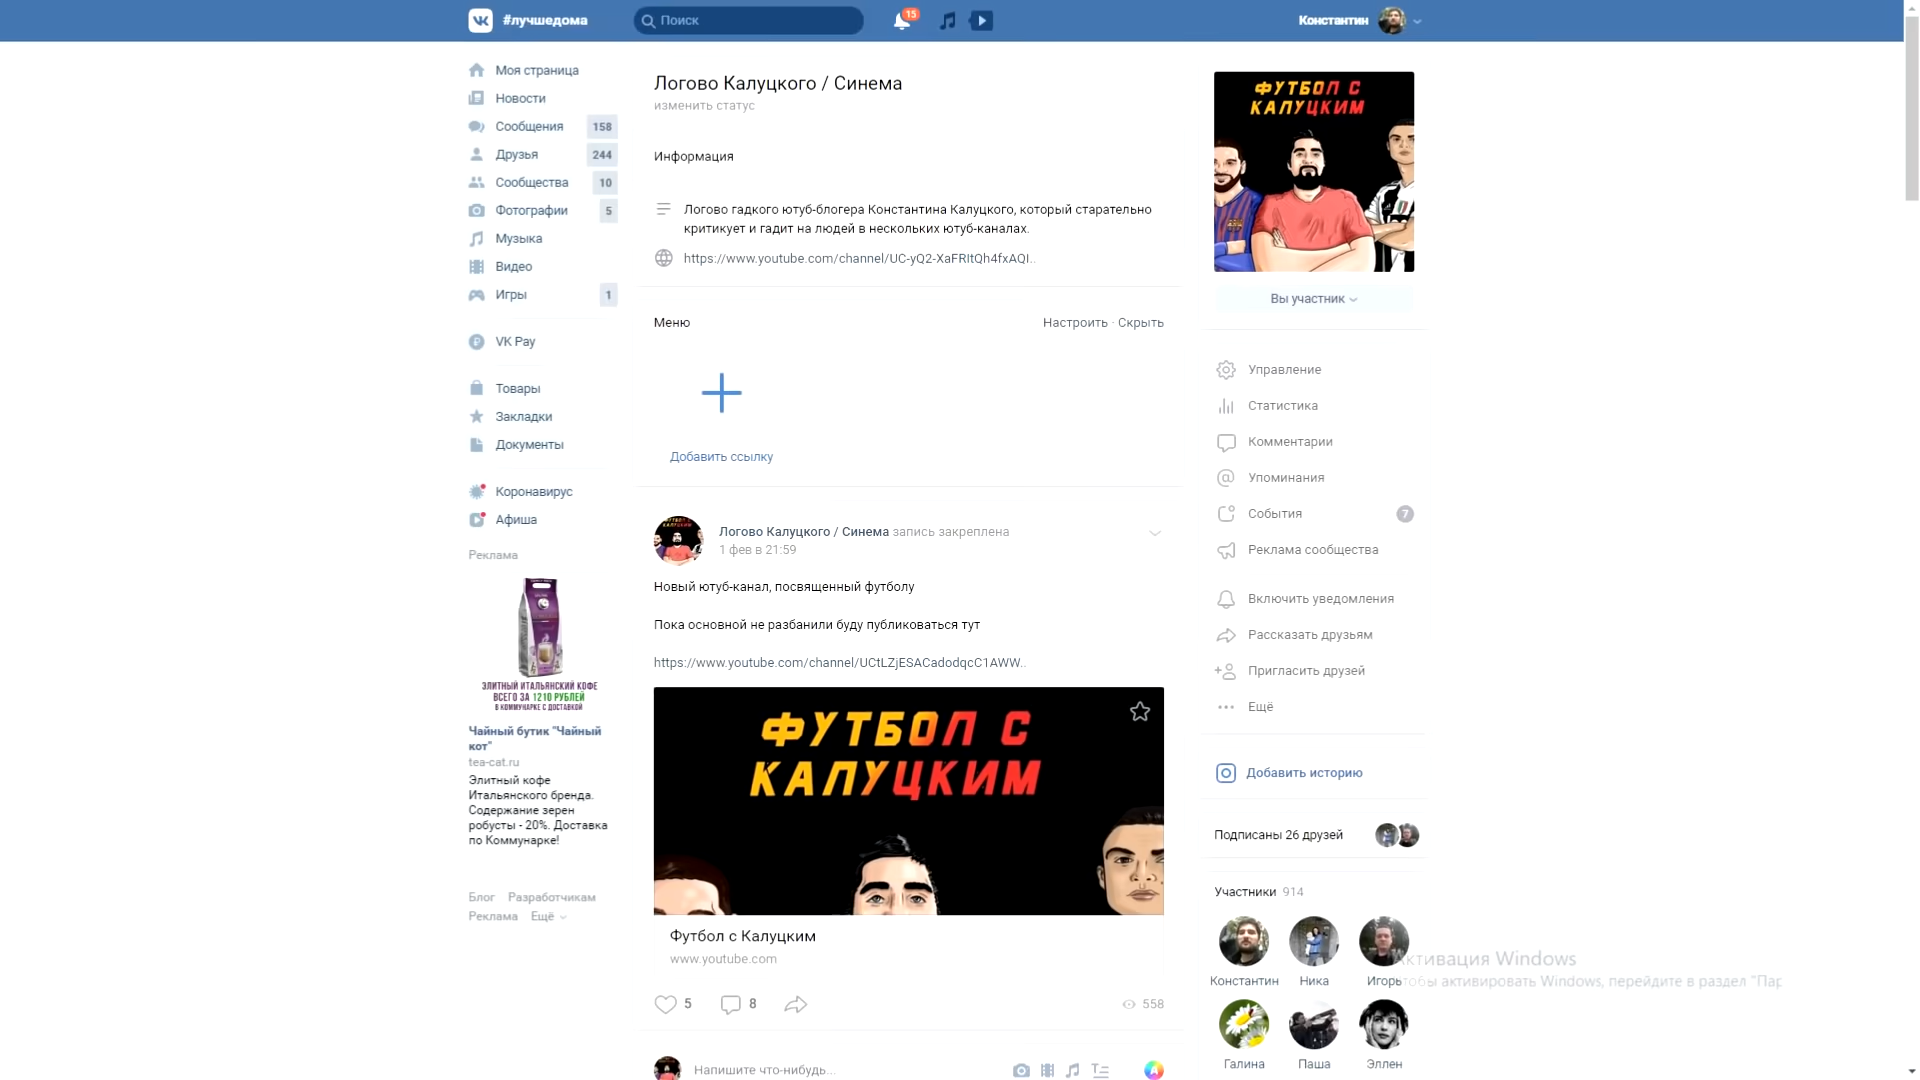 #лучшедома
Поиск
15
Константин
Моя страница
Новости
Сообщения 158
Друзья 244
Сообщества 10
Фотографии 5
Музыка
Видео
Игры 1
VK Pay
Товары
Закладки
Документы
Коронавирус
Афиша
Реклама
ЭЛИТНЫЙ ИТАЛЬЯНСКИЙ КОФЕ
ВСЕГО ЗА 1210 РУБЛЕЙ
В КОММУНАРКЕ С ДОСТАВКОЙ
Чайный бутик "Чайный
кот"
tea-cat.ru
Элитный кофе
Итальянского бренда.
Содержание зерен
робусты - 20%. Доставка
по Коммунарке!
Блог Разработчикам
Реклама Ещё
Логово Калуцкого / Синема
изменить статус
Информация
Логово гадкого ютуб-блогера Константина Калуцкого, который старательно
критикует и гадит на людей в нескольких ютуб-каналах.
https://www.youtube.com/channel/UC-yQ2-XaFRItQh4fxAQI..
Меню
Настроить · Скрыть
Добавить ссылку
Логово Калуцкого / Синема запись закреплена
1 фев в 21:59
Новый ютуб-канал, посвященный футболу
Пока основной не разбанили буду публиковаться тут
https://www.youtube.com/channel/UCtLZjESACadodqcC1AWW..
ФУТБОЛ С
КАЛУЦКИМ
Футбол с Калуцким
www.youtube.com
5 8
558
Напишите что-нибудь...
ФУТБОЛ С
КАЛУЦКИМ
Вы участник
Управление
Статистика
Комментарии
Упоминания
События 7
Реклама сообщества
Включить уведомления
Рассказать друзьям
Пригласить друзей
Ещё
Добавить историю
Подписаны 26 друзей
Участники 914
Константин Ника Игорь
Галина Паша Эллен
Активация Windows
Чтобы активировать Windows, перейдите в раздел "Пар